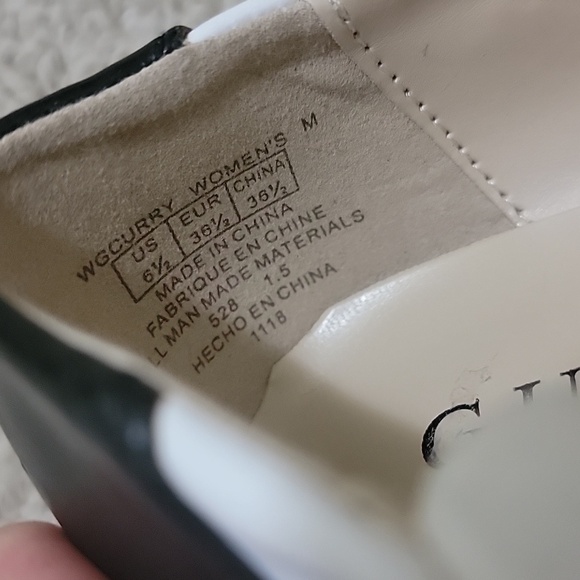 WGCURRY WOMEN'S M
US EUR CHINA
6½ 36½ 36½
MADE IN CHINA
FABRIQUE EN CHINE
LL MAN MADE MATERIALS
528 1.5
HECHO EN CHINA
1118